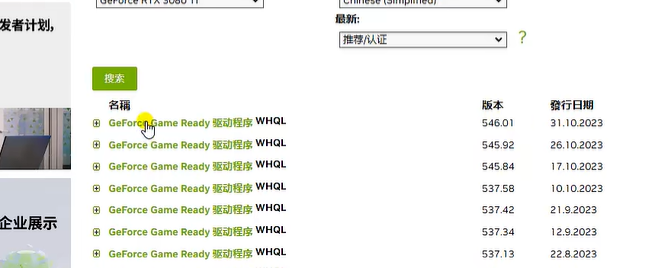 GeForce RTX 3080 Ti
Chinese (Simplified)
发者计划,
最新:
推荐/认证
?
搜索
名稱 版本 發行日期
GeForce Game Ready 驱动程序 WHQL 546.01 31.10.2023
GeForce Game Ready 驱动程序 WHQL 545.92 26.10.2023
GeForce Game Ready 驱动程序 WHQL 545.84 17.10.2023
GeForce Game Ready 驱动程序 WHQL 537.58 10.10.2023
GeForce Game Ready 驱动程序 WHQL 537.42 21.9.2023
企业展示
GeForce Game Ready 驱动程序 WHQL 537.34 12.9.2023
GeForce Game Ready 驱动程序 WHQL 537.13 22.8.2023